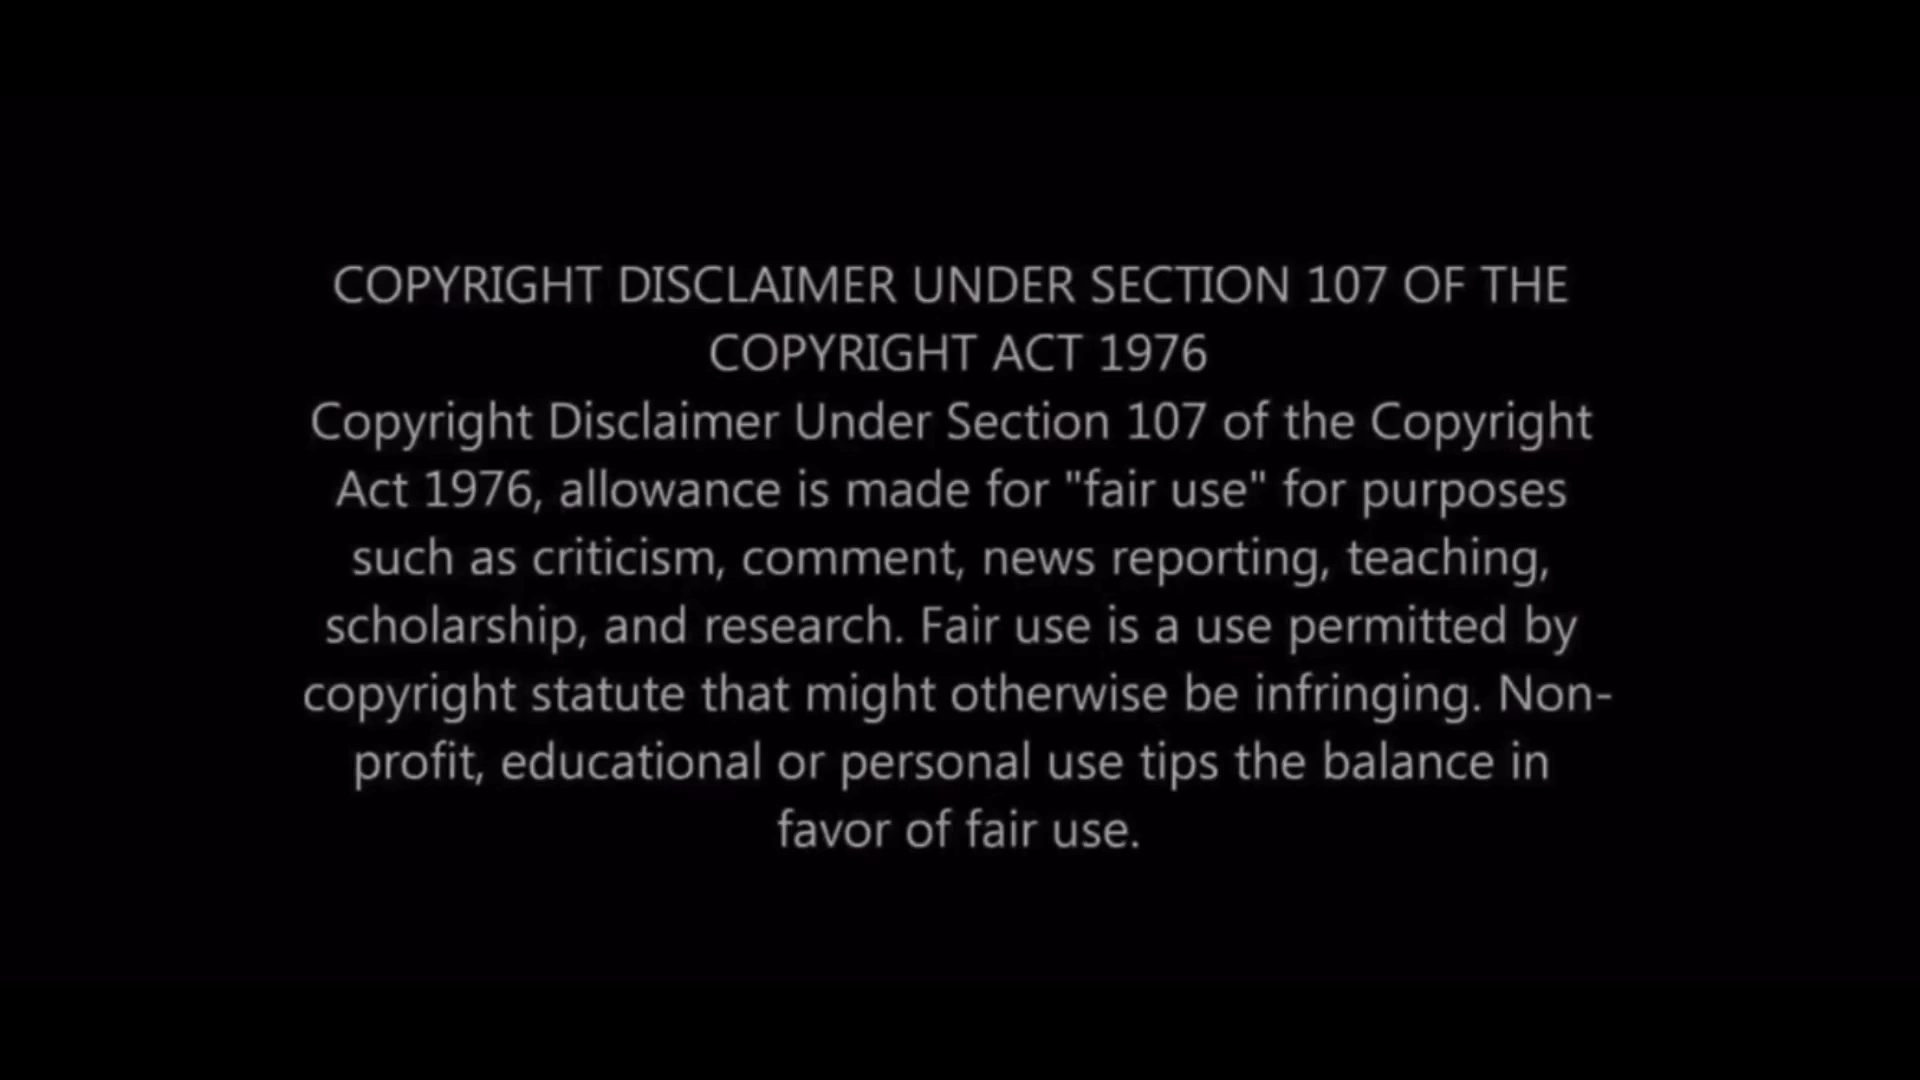 COPYRIGHT DISCLAIMER UNDER SECTION 107 OF THE
COPYRIGHT ACT 1976
Copyright Disclaimer Under Section 107 of the Copyright
Act 1976, allowance is made for "fair use" for purposes
such as criticism, comment, news reporting, teaching,
scholarship, and research. Fair use is a use permitted by
copyright statute that might otherwise be infringing. Non-
profit, educational or personal use tips the balance in
favor of fair use.